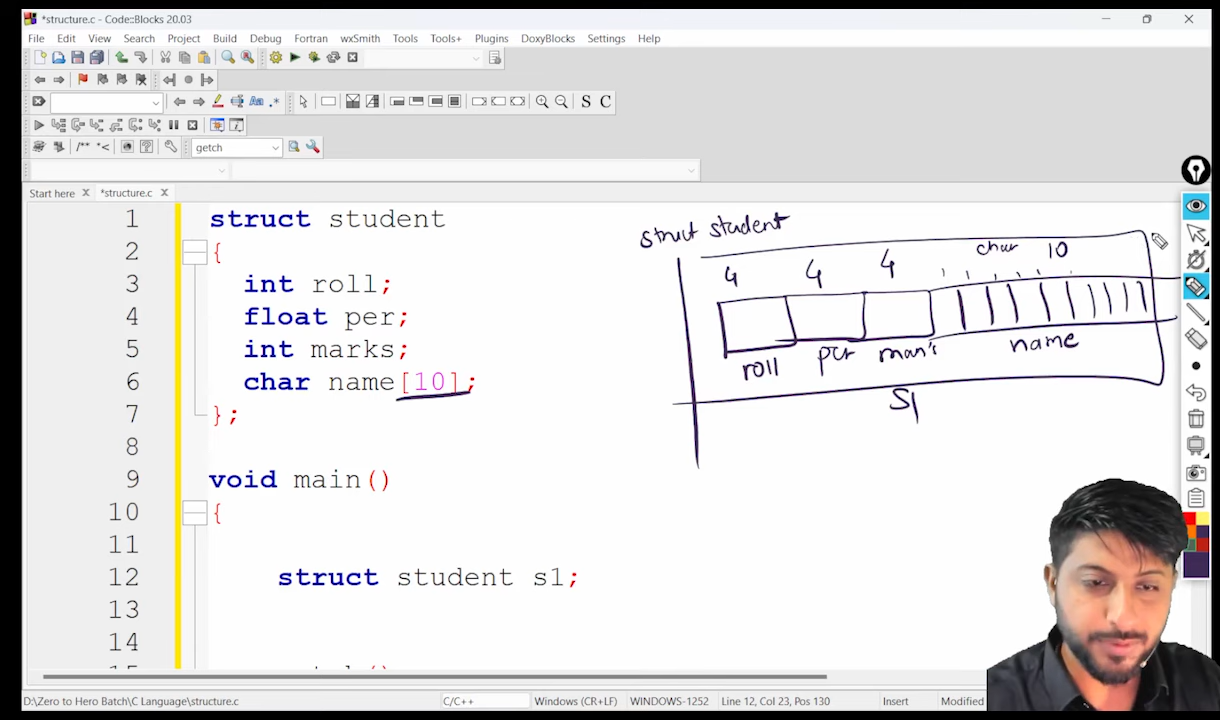 *structure.c - Code::Blocks 20.03
File Edit View Search Project Build Debug Fortran wxSmith Tools Tools+ Plugins DoxyBlocks Settings Help
S C
/** *<
getch
Start here *structure.c
1 struct student
2 {
3 int roll;
4 float per;
5 int marks;
6 char name[10];
7 };
8
9 void main()
10 {
11
12 struct student s1;
13
14
struct student
4 4 4 char 10
roll per name
S1
D:\Zero to Hero Batch\C Language\structure.c C/C++ Windows (CR+LF) WINDOWS-1252 Line 12, Col 23, Pos 130 Insert Modified